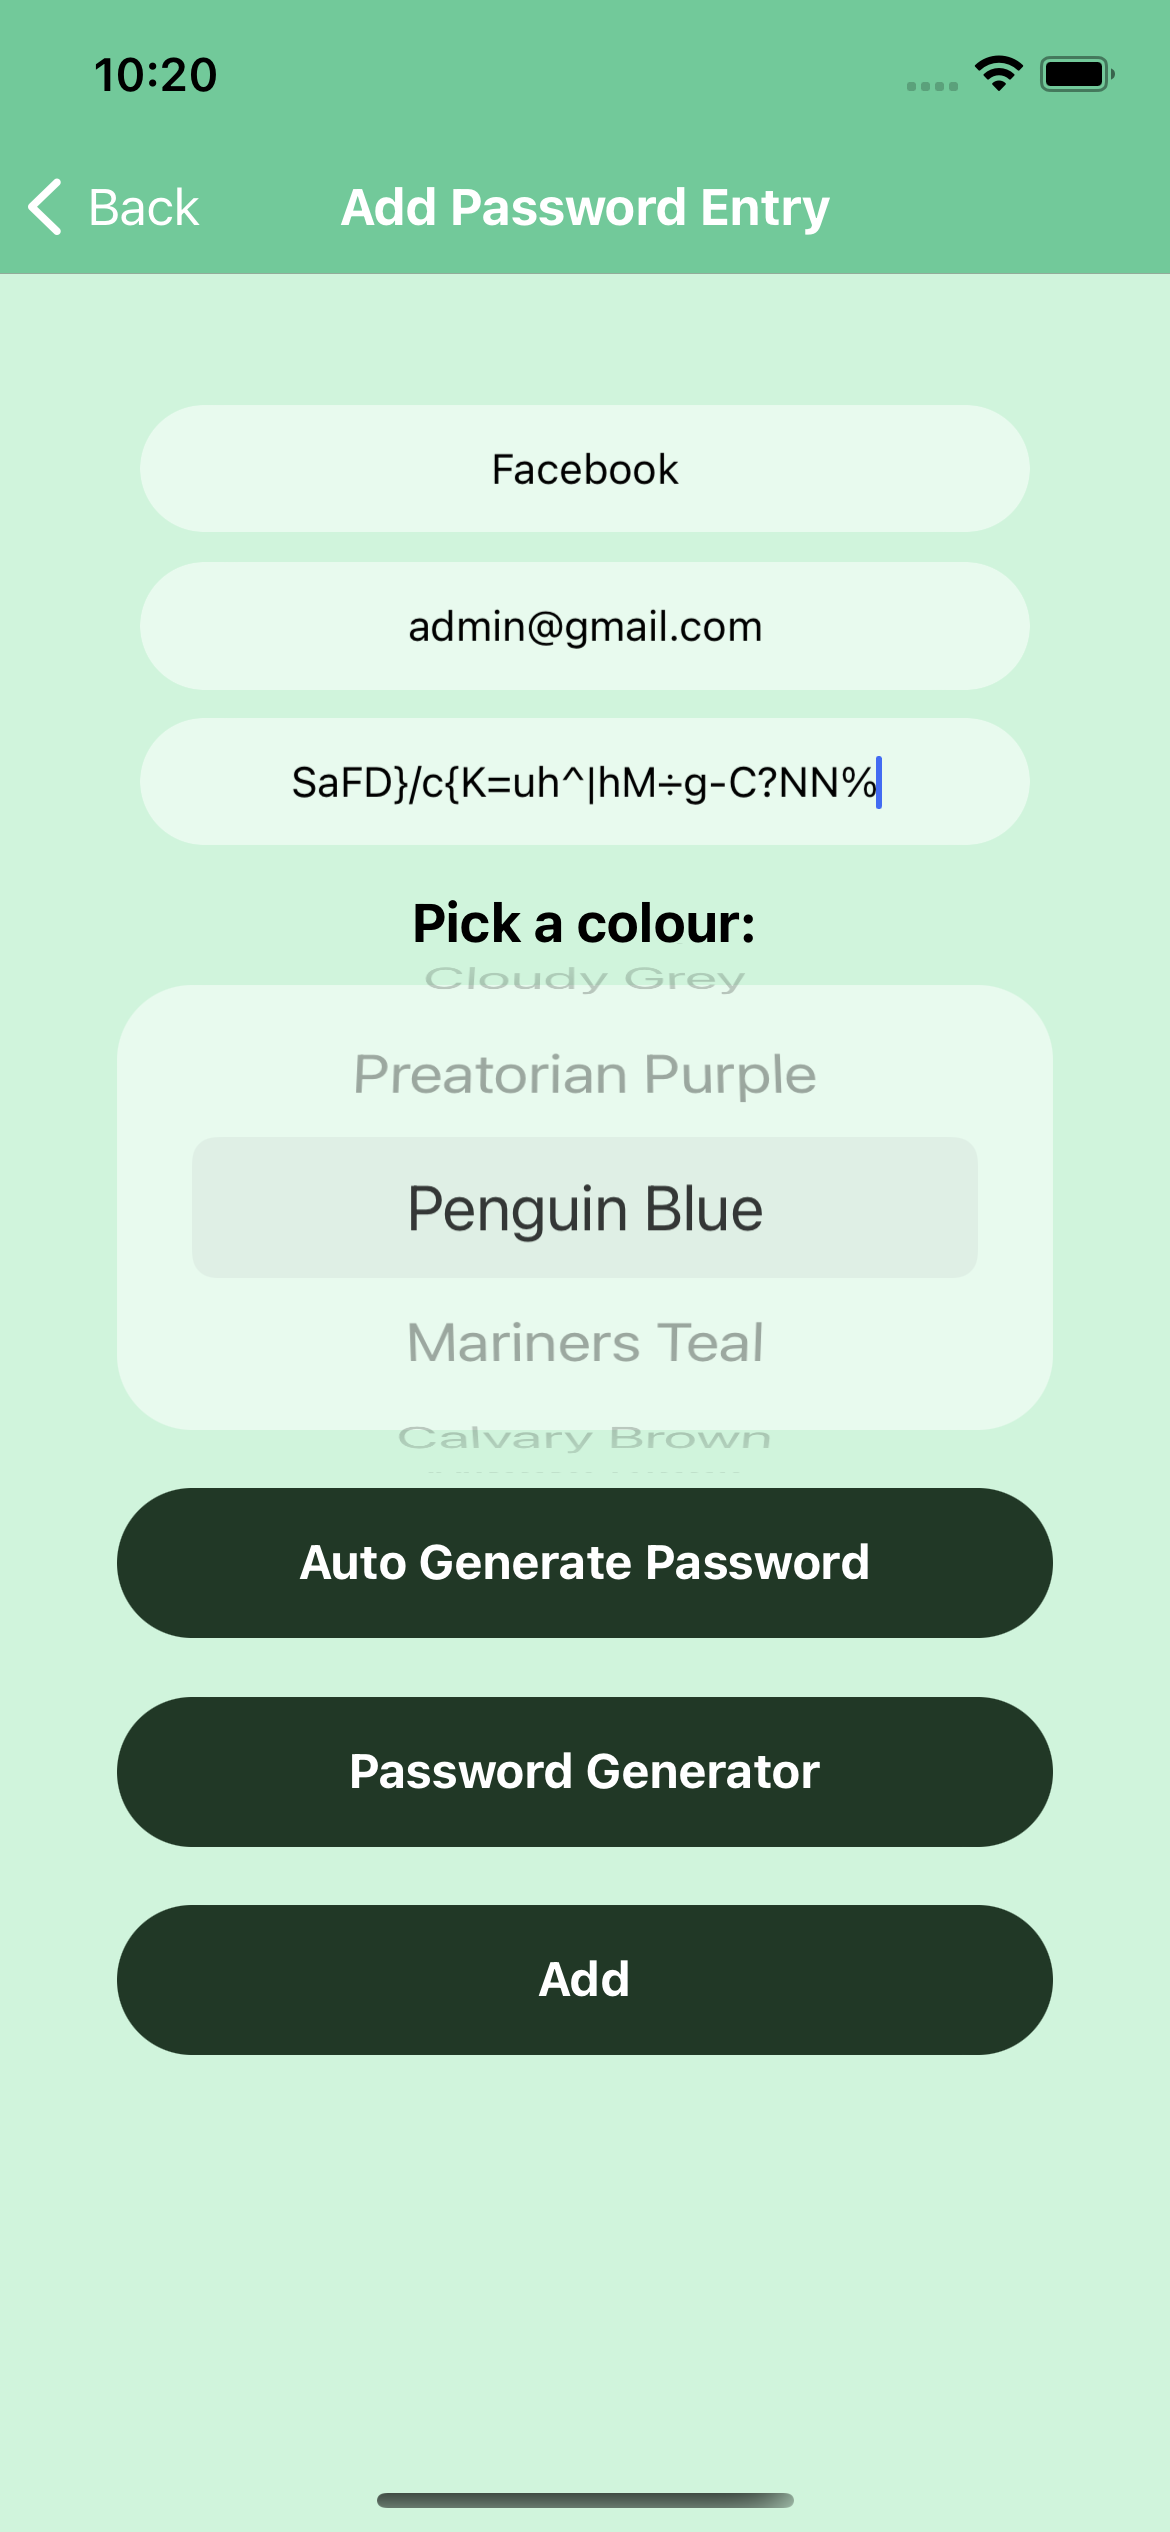 10:20
Back
Add Password Entry
Facebook
admin@gmail.com
SaFD}/c{K=uh^|hM÷g-C?NN%
Pick a colour:
Cloudy Grey
Preatorian Purple
Penguin Blue
Mariners Teal
Calvary Brown
Auto Generate Password
Password Generator
Add